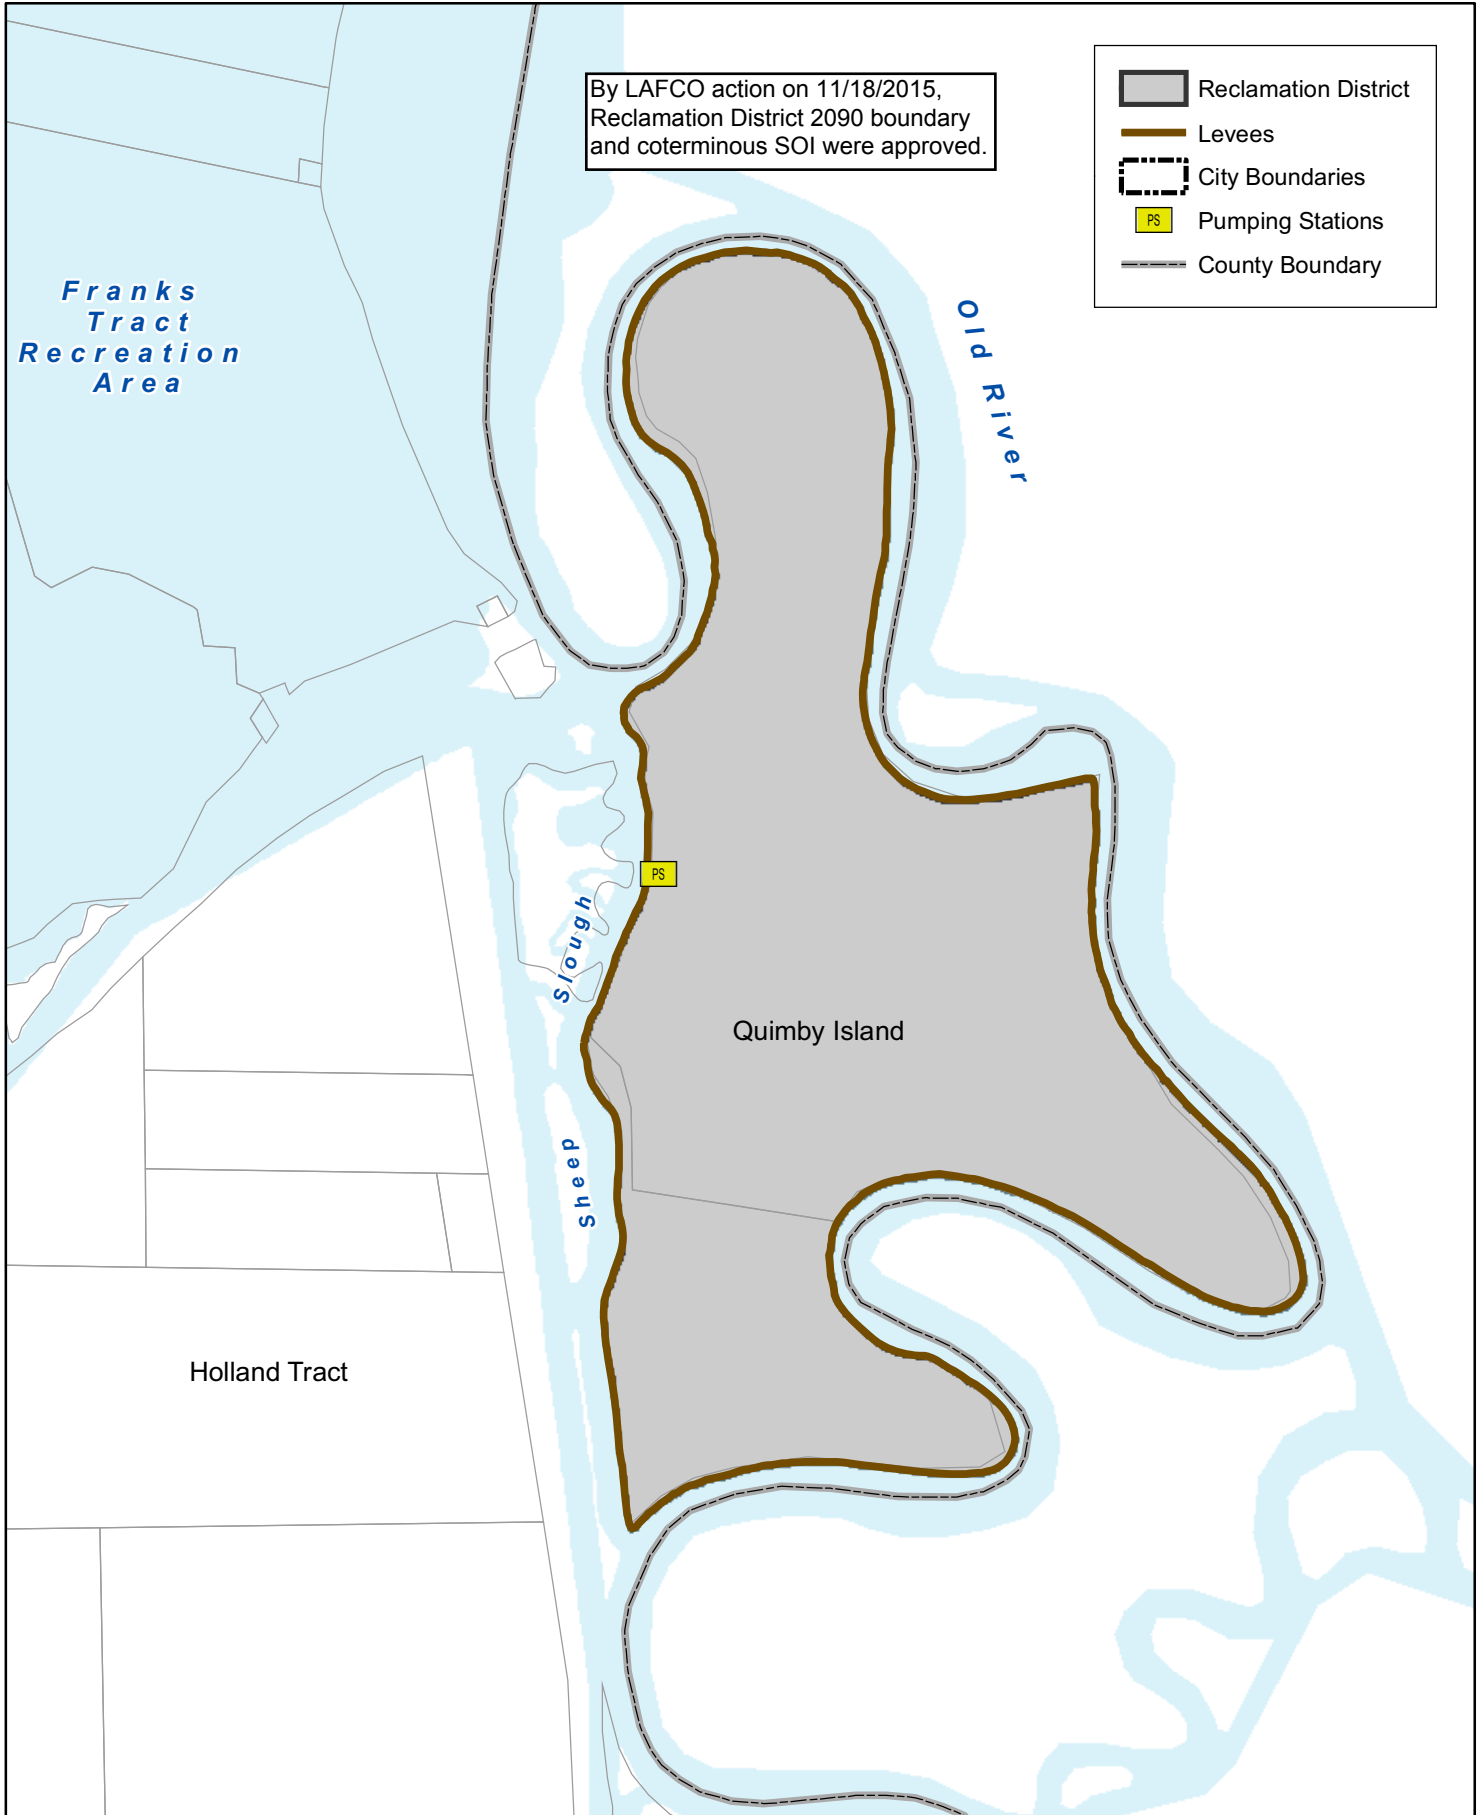 By LAFCO action on 11/18/2015,
Reclamation District 2090 boundary
and coterminous SOI were approved.
Reclamation District
Levees
City Boundaries
PS
Pumping Stations
County Boundary
Franks
Tract
Recreation
Area
Old River
PS
Slough
Quimby Island
Sheep
Holland Tract